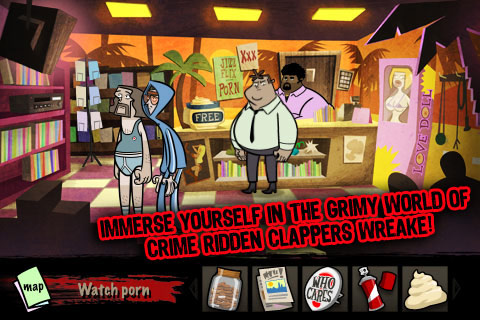 XXX
JIZZ
FLIX
PORN
FREE
LOVE DOLL
IMMERSE YOURSELF IN THE GRIMY WORLD OF
CRIME RIDDEN CLAPPERS WREAKE!
map
Watch porn
WHO
CARES